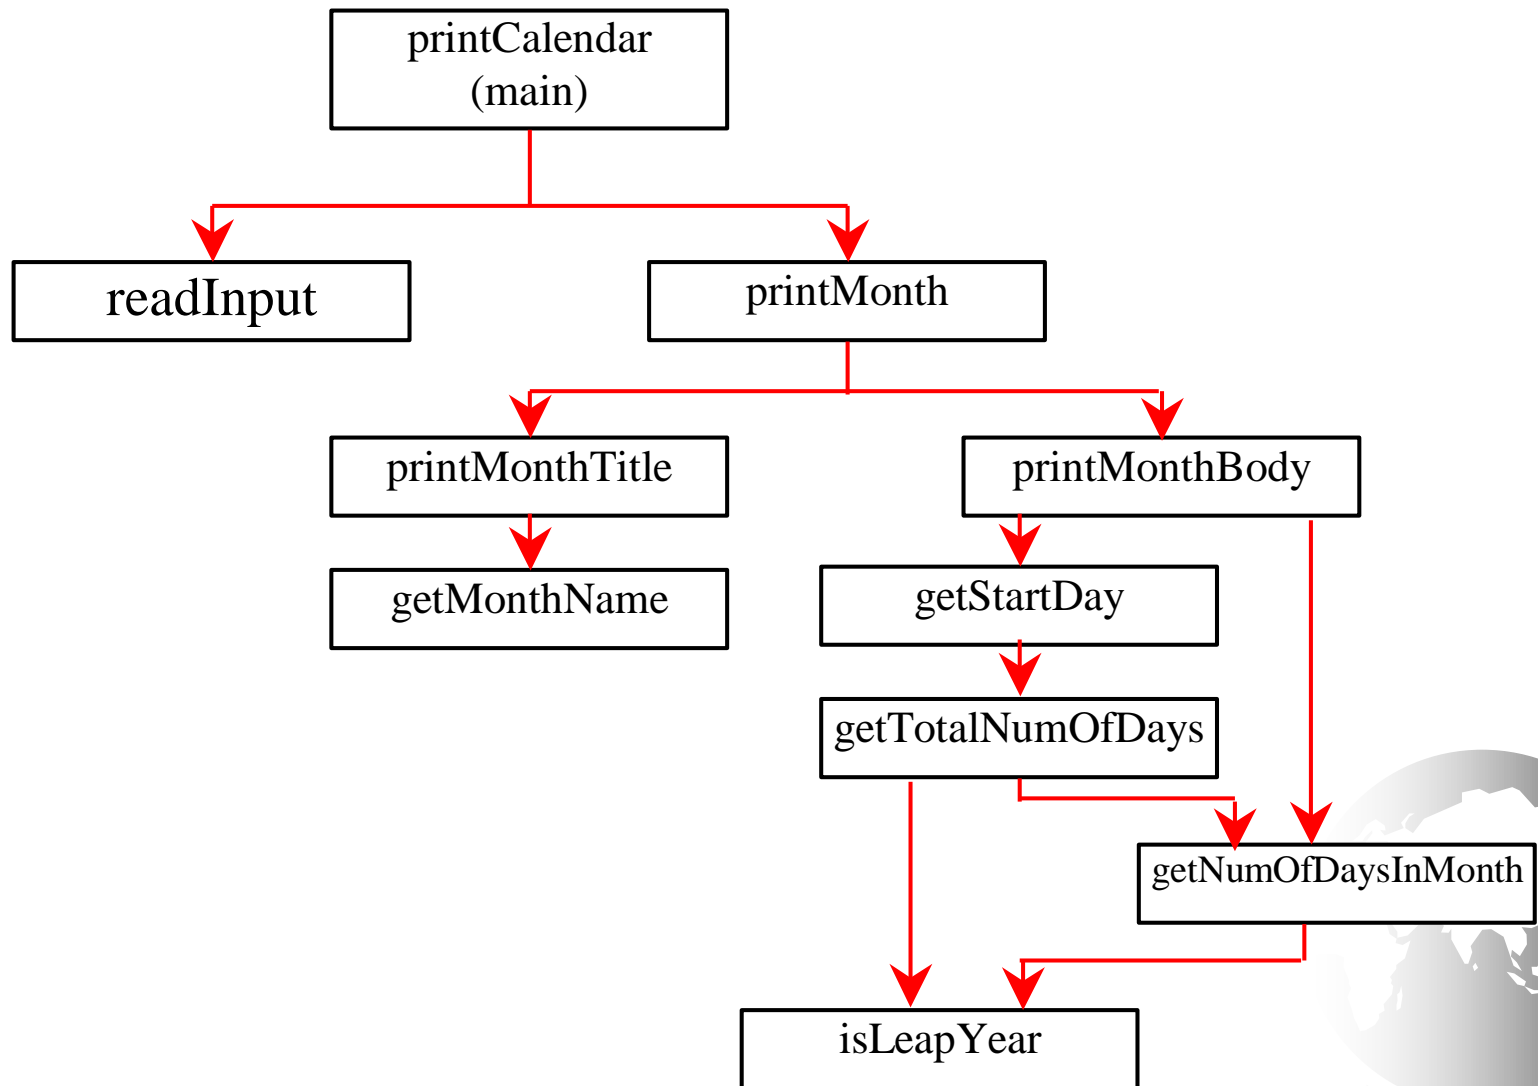 printCalendar
(main)
readInput
printMonth
printMonthTitle
printMonthBody
getMonthName
getStartDay
getTotalNumOfDays
getNumOfDaysInMonth
isLeapYear